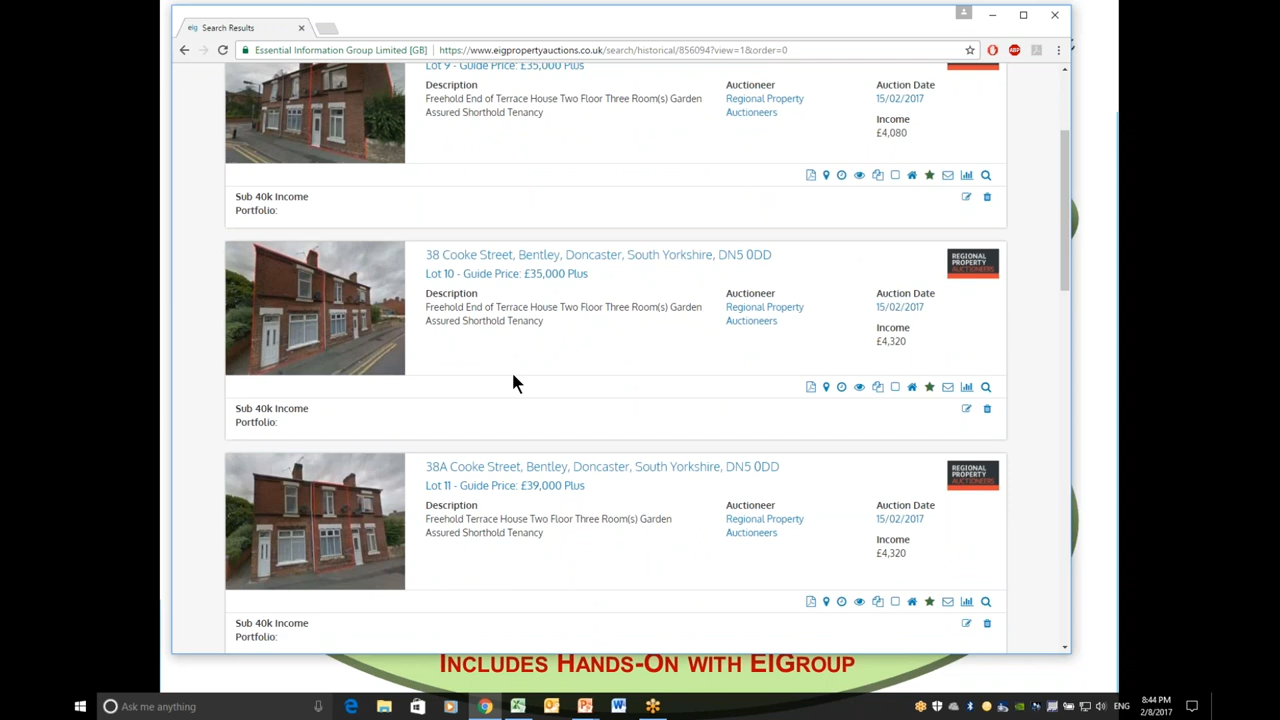 eig Search Results
Essential Information Group Limited [GB] https://www.eigpropertyauctions.co.uk/search/historical/856094?view=1&order=0
Lot 9 - Guide Price: £35,000 Plus
Description
Auctioneer
Auction Date
Freehold End of Terrace House Two Floor Three Room(s) Garden
Regional Property
15/02/2017
Assured Shorthold Tenancy
Auctioneers
Income
£4,080
Sub 40k Income
Portfolio:
38 Cooke Street, Bentley, Doncaster, South Yorkshire, DN5 0DD
REGIONAL
PROPERTY
AUCTIONEERS
Lot 10 - Guide Price: £35,000 Plus
Description
Auctioneer
Auction Date
Freehold End of Terrace House Two Floor Three Room(s) Garden
Regional Property
15/02/2017
Assured Shorthold Tenancy
Auctioneers
Income
£4,320
Sub 40k Income
Portfolio:
38A Cooke Street, Bentley, Doncaster, South Yorkshire, DN5 0DD
REGIONAL
PROPERTY
AUCTIONEERS
Lot 11 - Guide Price: £39,000 Plus
Description
Auctioneer
Auction Date
Freehold Terrace House Two Floor Three Room(s) Garden
Regional Property
15/02/2017
Assured Shorthold Tenancy
Auctioneers
Income
£4,320
Sub 40k Income
Portfolio:
INCLUDES HANDS-ON WITH EIGROUP
Ask me anything
ENG
8:44 PM
2/8/2017